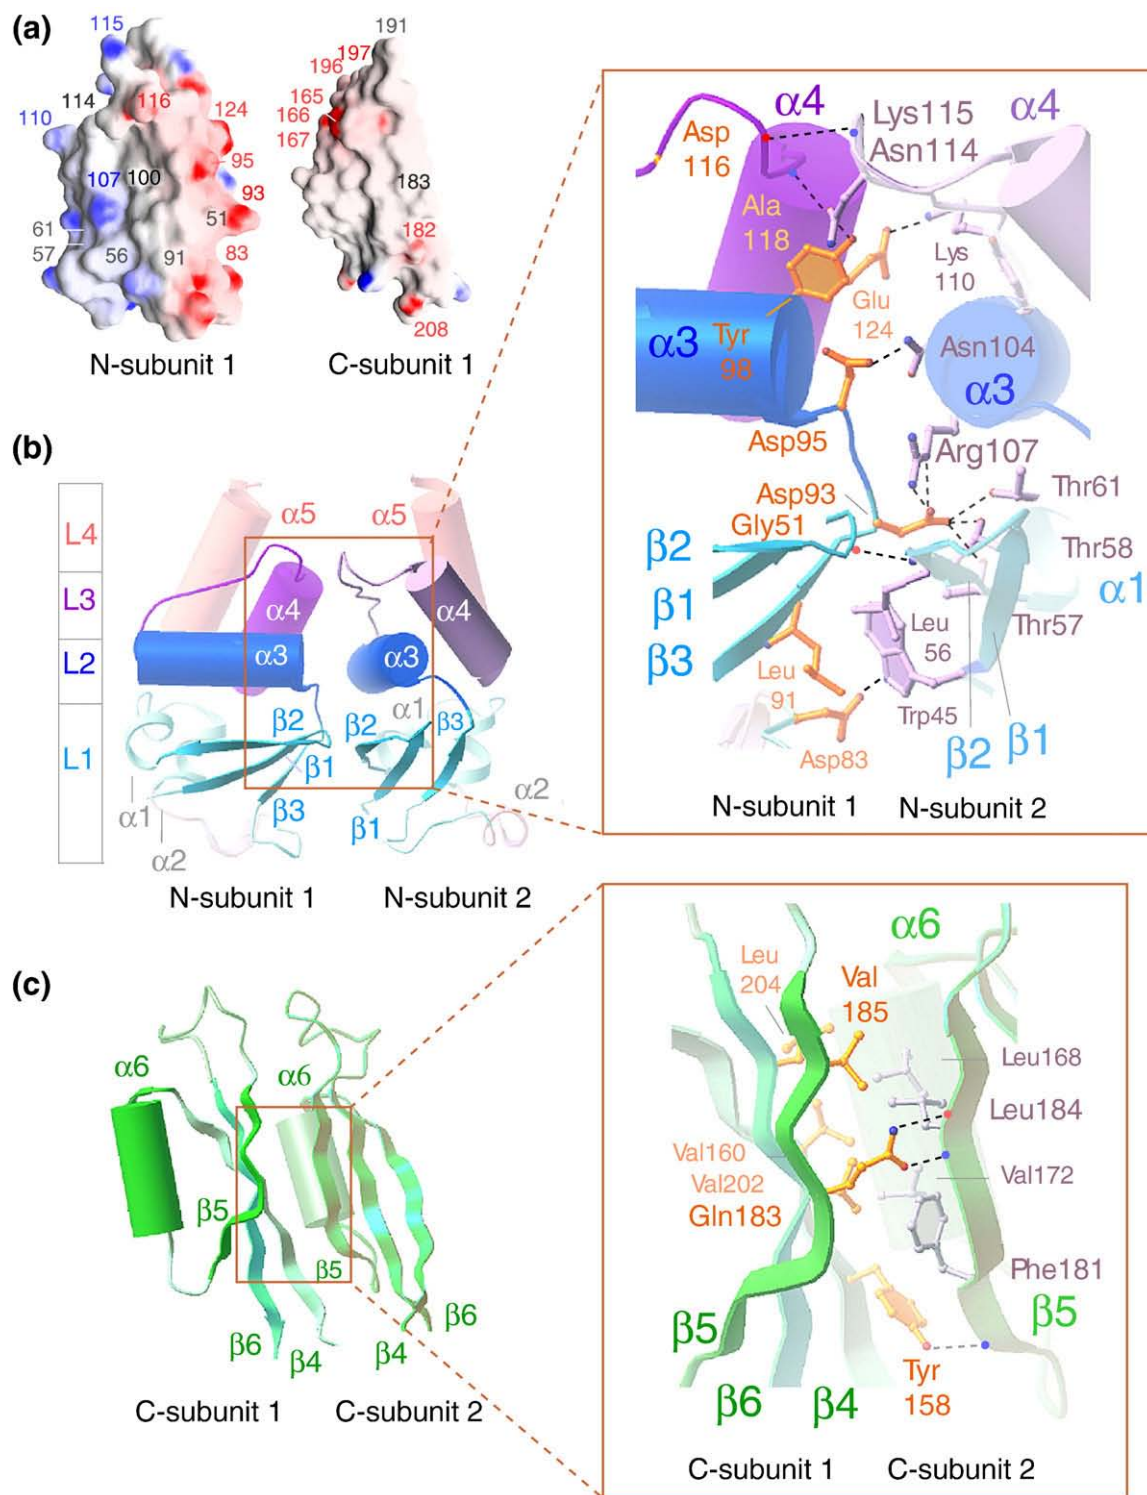 (a)
115
114
116
110
124
107
100
95
93
61
51
57
56
91
83
N-subunit 1
191
197
196
165
166
167
183
182
208
C-subunit 1
(b)
L4
L3
L2
L1
α5
α5
α4
α4
α3
α3
β2
α1
β2
β3
β1
α1
β3
β1
α2
α2
N-subunit 1
N-subunit 2
α4
Lys115
α4
Asp
116
Asn114
Ala
118
Lys
110
Glu
124
α3
Tyr
98
Asn104
α3
Asp95
Arg107
Asp93
Thr61
Gly51
β2
Thr58
β1
α1
Leu
56
Thr57
β3
Leu
91
Trp45
Asp83
β2
β1
N-subunit 1
N-subunit 2
(c)
α6
α6
β5
β5
β6
β4
β4
β6
C-subunit 1
C-subunit 2
α6
Leu
204
Val
185
Leu168
Leu184
Val160
Val202
Val172
Gln183
Phe181
β5
β5
β6
β4
Tyr
158
C-subunit 1
C-subunit 2